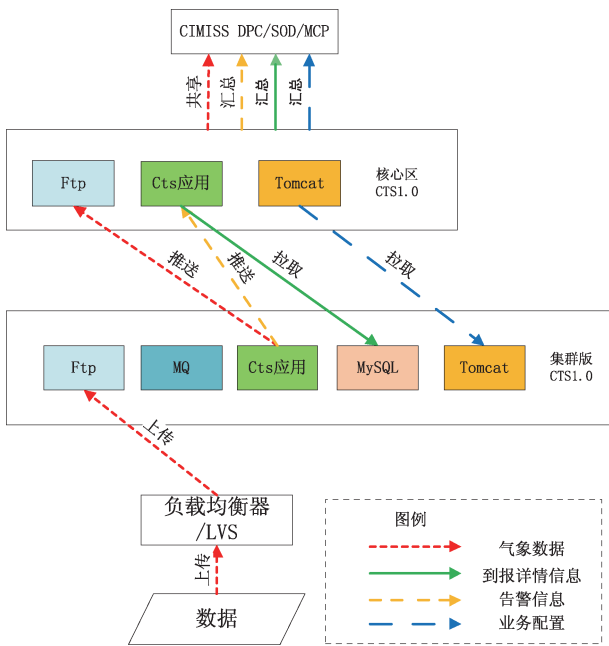 CIMISS DPC/SOD/MCP
共享
汇总
汇总
汇总
Ftp
Cts应用
Tomcat
核心区
CTS1.0
推送
推送
拉取
拉取
Ftp
MQ
Cts应用
MySQL
Tomcat
集群版
CTS1.0
上传
负载均衡器
/LVS
上传
数据
图例
气象数据
到报详情信息
告警信息
业务配置